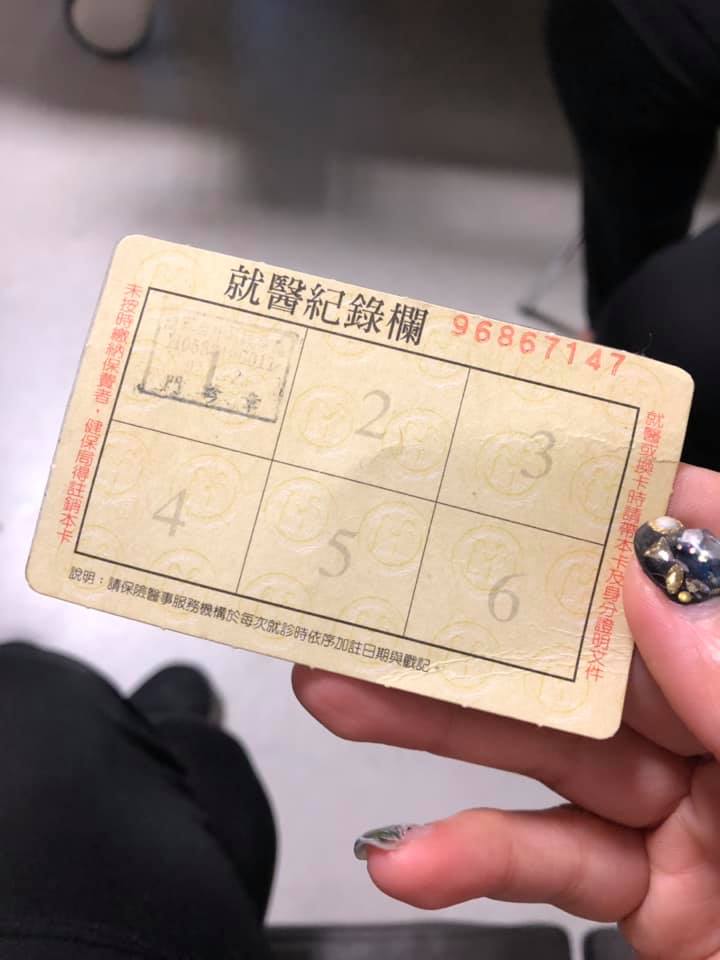 就醫紀錄欄 96867147
未按時繳納保費者，健保局得註銷本卡
1
門診章
2
3
4
5
6
就醫或換卡時請帶本卡及身分證明文件
說明：請保險醫事服務機構於每次就診時依序加註日期與戳記。